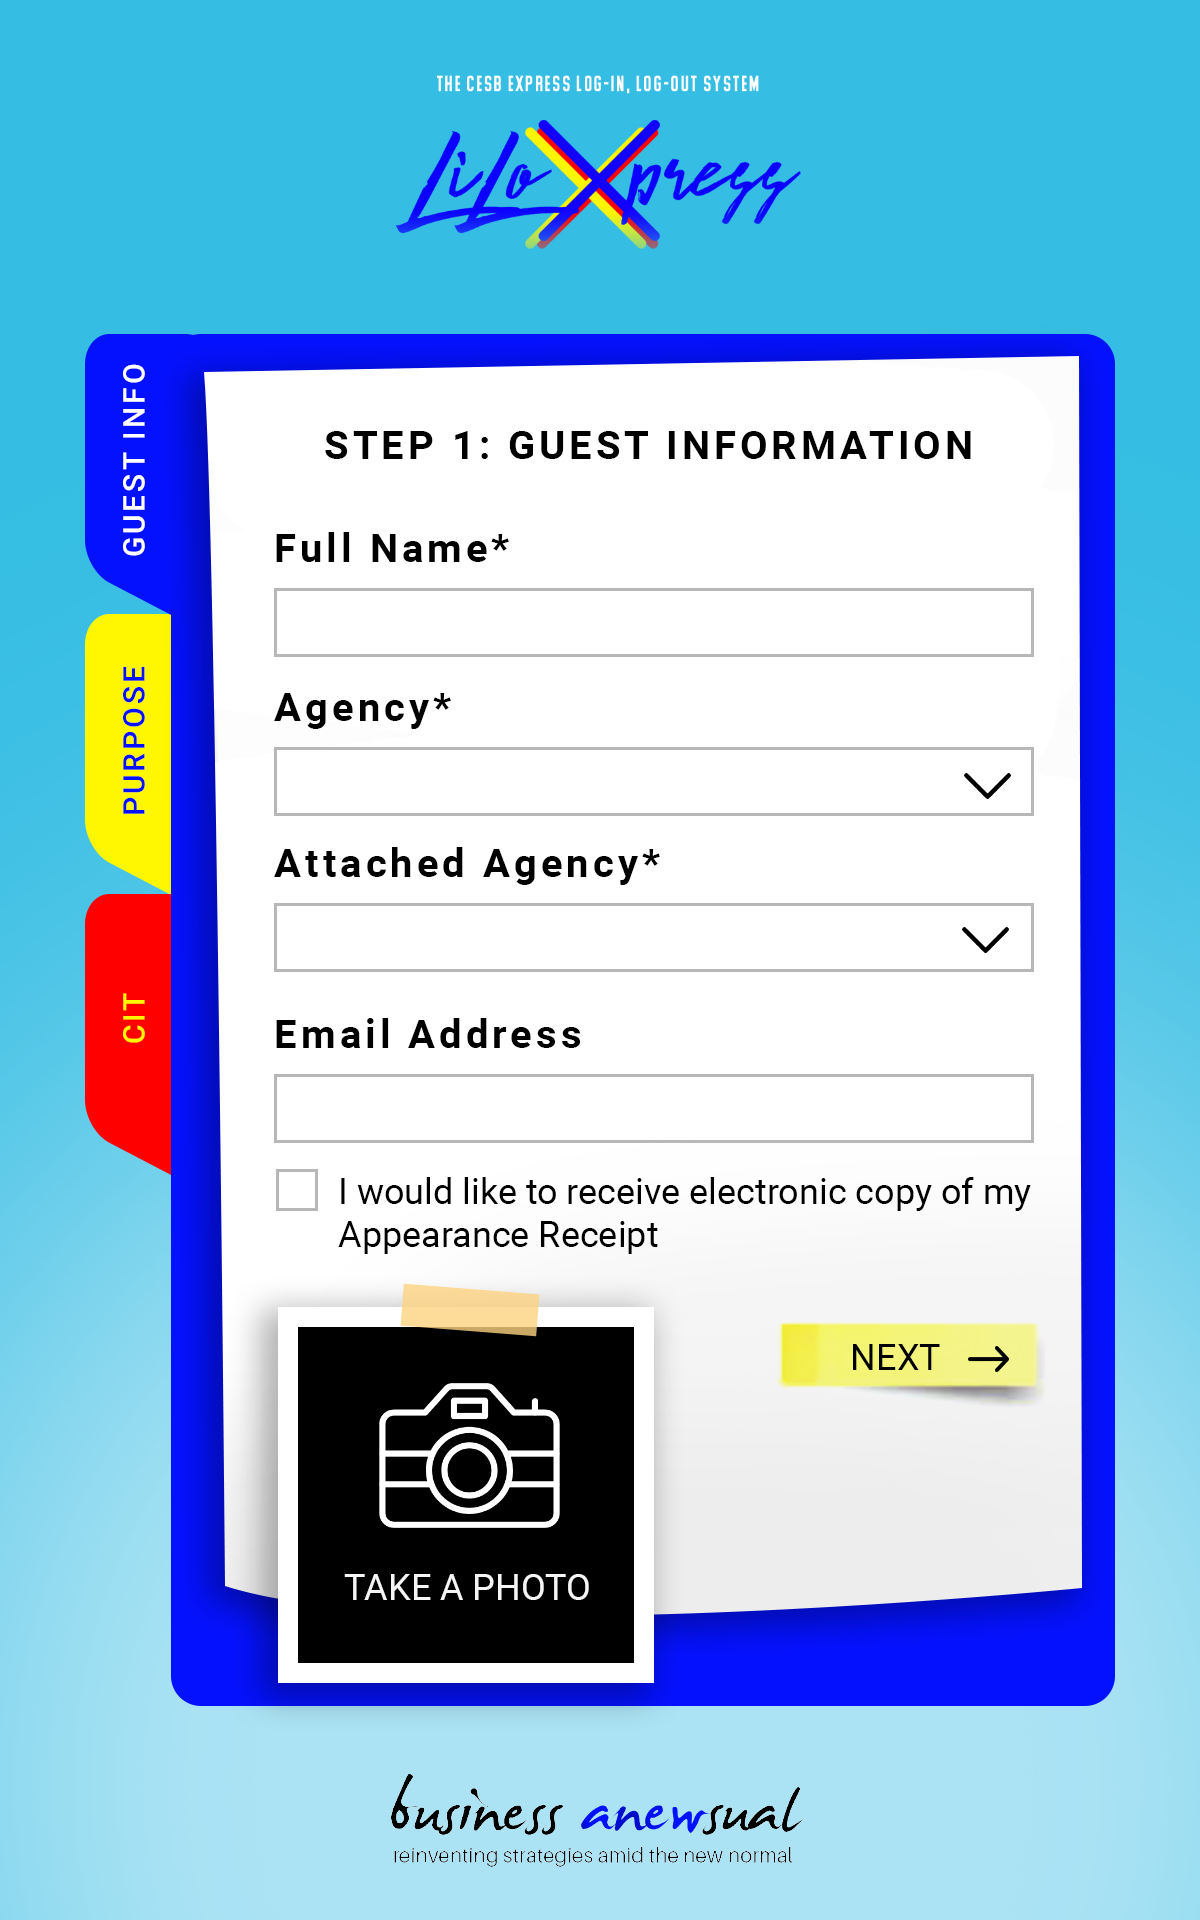 THE CESB EXPRESS LOG-IN, LOG-OUT SYSTEM
LiLo Xpress
GUEST INFO
PURPOSE
CIT
STEP 1: GUEST INFORMATION
Full Name*
Agency*
Attached Agency*
Email Address
I would like to receive electronic copy of my
Appearance Receipt
NEXT
TAKE A PHOTO
business anewsual
reinventing strategies amid the new normal